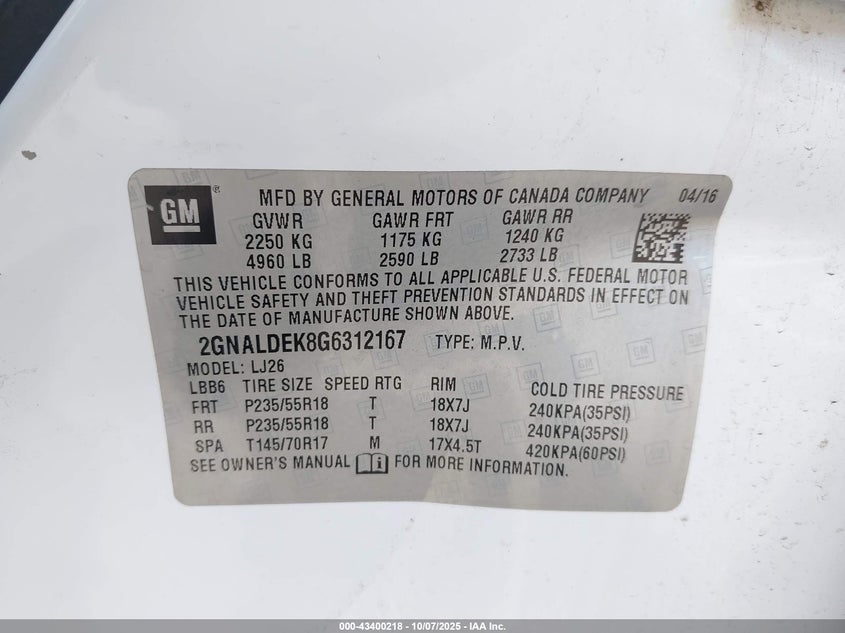 GM ® MFD BY GENERAL MOTORS OF CANADA COMPANY 04/16
GVWR GAWR FRT GAWR RR
2250 KG 1175 KG 1240 KG
4960 LB 2590 LB 2733 LB
THIS VEHICLE CONFORMS TO ALL APPLICABLE U.S. FEDERAL MOTOR
VEHICLE SAFETY AND THEFT PREVENTION STANDARDS IN EFFECT ON
THE DATE OF MANUFACTURE SHOWN ABOVE.
2GNALDEK8G6312167 TYPE: M.P.V.
MODEL: LJ26
LBB6 TIRE SIZE SPEED RTG RIM COLD TIRE PRESSURE
FRT P235/55R18 T 18X7J 240KPA(35PSI)
RR P235/55R18 T 18X7J 240KPA(35PSI)
SPA T145/70R17 M 17X4.5T 420KPA(60PSI)
SEE OWNER'S MANUAL FOR MORE INFORMATION.
000-43400218 - 10/07/2025 - IAA Inc.